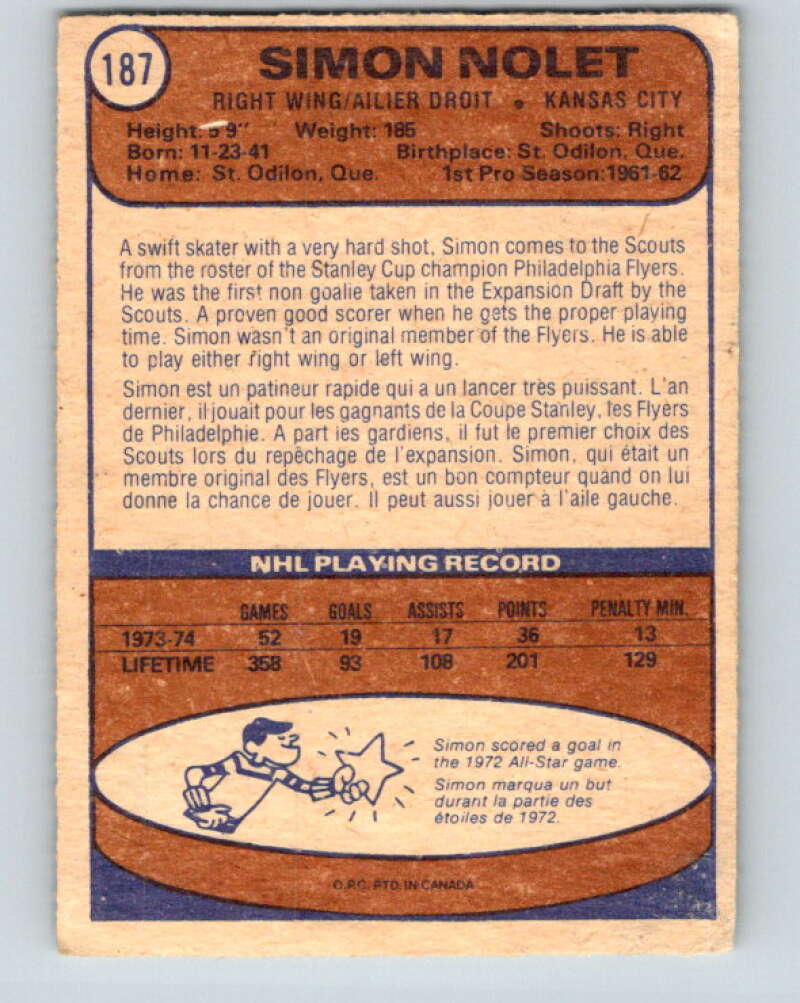 187
SIMON NOLET
RIGHT WING/AILIER DROIT • KANSAS CITY
Height: 5'9" Weight: 185 Shoots: Right
Born: 11-23-41 Birthplace: St. Odilon, Que.
Home: St. Odilon, Que. 1st Pro Season: 1961-62
A swift skater with a very hard shot, Simon comes to the Scouts
from the roster of the Stanley Cup champion Philadelphia Flyers.
He was the first non goalie taken in the Expansion Draft by the
Scouts. A proven good scorer when he gets the proper playing
time. Simon wasn't an original member of the Flyers. He is able
to play either right wing or left wing.
Simon est un patineur rapide qui a un lancer très puissant. L'an
dernier, il jouait pour les gagnants de la Coupe Stanley, les Flyers
de Philadelphie. A part les gardiens, il fut le premier choix des
Scouts lors du repêchage de l'expansion. Simon, qui était un
membre original des Flyers, est un bon compteur quand on lui
donne la chance de jouer. Il peut aussi jouer à l'aile gauche.
NHL PLAYING RECORD
GAMES GOALS ASSISTS POINTS PENALTY MIN.
1973-74 52 19 17 36 13
LIFETIME 358 93 108 201 129
Simon scored a goal in
the 1972 All-Star game.
Simon marqua un but
durant la partie des
étoiles de 1972.
O.P.C. PTD. IN CANADA